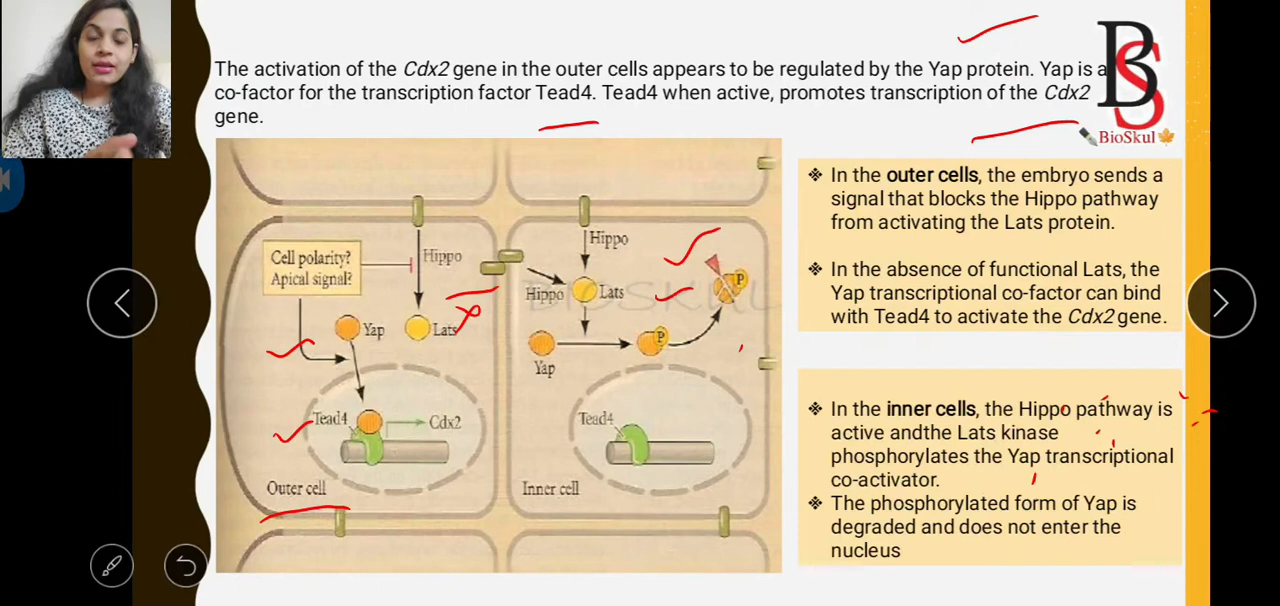 The activation of the Cdx2 gene in the outer cells appears to be regulated by the Yap protein. Yap is a
co-factor for the transcription factor Tead4. Tead4 when active, promotes transcription of the Cdx2
gene.
BS
BioSkul
Hippo
Cell polarity?
Apical signal?
Hippo
Hippo
Lats
P
Yap
Lats
P
Yap
Tead4
Cdx2
Tead4
Outer cell
Inner cell
BIOSKUL
❖ In the outer cells, the embryo sends a
signal that blocks the Hippo pathway
from activating the Lats protein.
❖ In the absence of functional Lats, the
Yap transcriptional co-factor can bind
with Tead4 to activate the Cdx2 gene.
❖ In the inner cells, the Hippo pathway is
active andthe Lats kinase
phosphorylates the Yap transcriptional
co-activator.
❖ The phosphorylated form of Yap is
degraded and does not enter the
nucleus